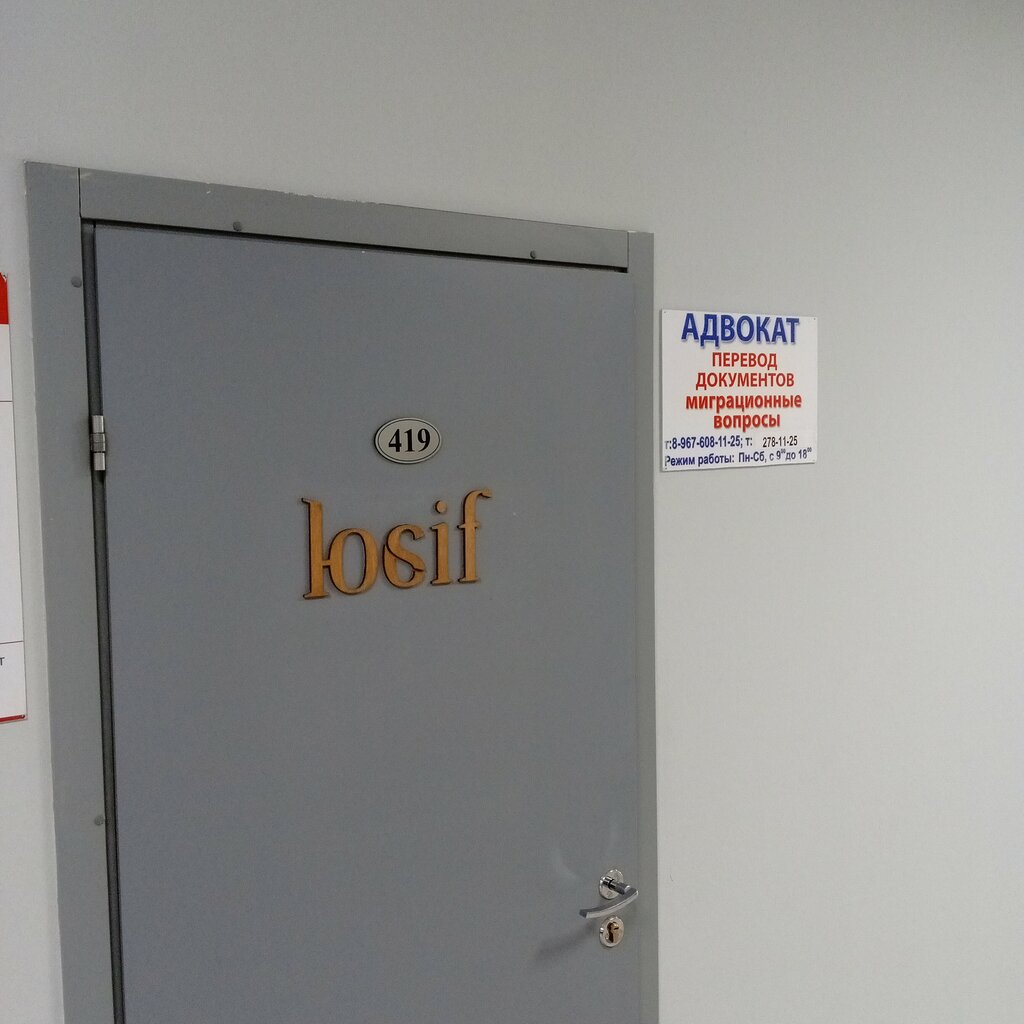 419
Iosif
АДВОКАТ
ПЕРЕВОД
ДОКУМЕНТОВ
миграционные
вопросы
т:8-967-608-11-25; т: 278-11-25
Режим работы: Пн-Сб, с 9⁰⁰ до 18⁰⁰
т